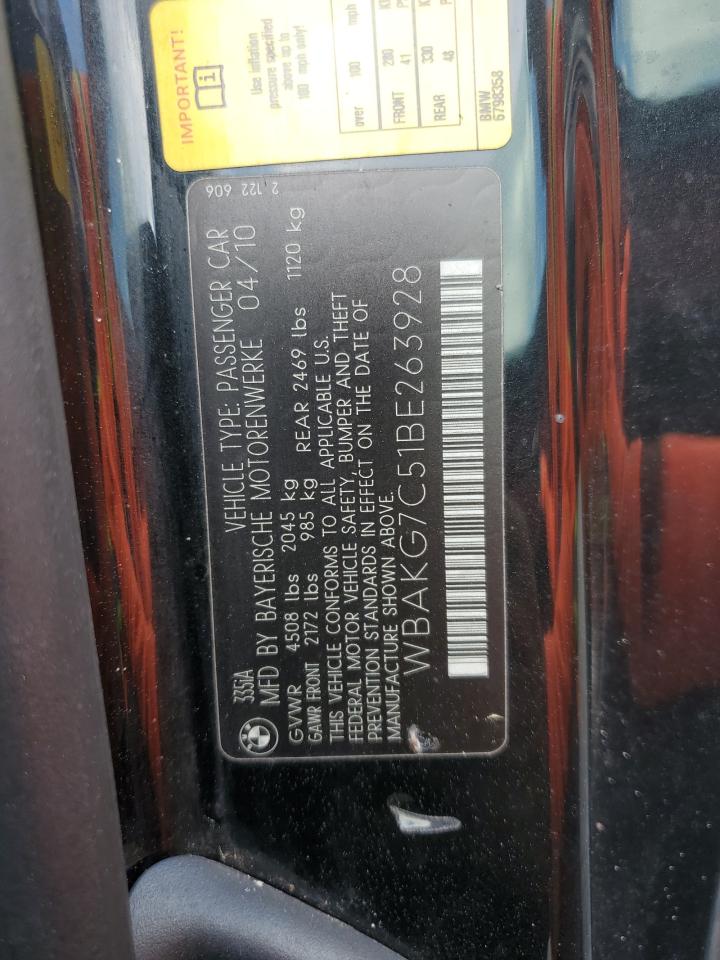 335iA
VEHICLE TYPE: PASSENGER CAR
MFD BY BAYERISCHE MOTORENWERKE 04/10
GVWR 4508 lbs 2045 kg
GAWR FRONT 2172 lbs 985 kg REAR 2469 lbs 1120 kg
THIS VEHICLE CONFORMS TO ALL APPLICABLE U.S.
FEDERAL MOTOR VEHICLE SAFETY, BUMPER AND THEFT
PREVENTION STANDARDS IN EFFECT ON THE DATE OF
MANUFACTURE SHOWN ABOVE.
WBAKG7C51BE263928
2 122 606
IMPORTANT!
Use inflation
pressure specified
above up to
100 mph only!
over 100 mph
FRONT 280
41
REAR 330
48
BMW
6798358